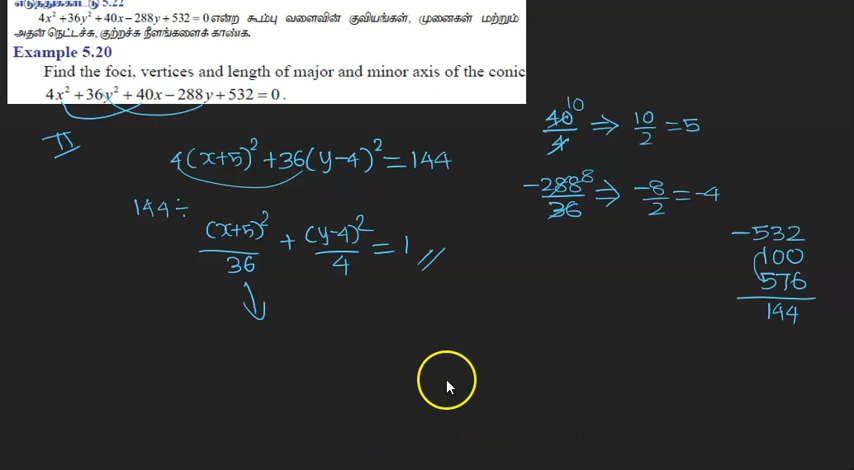 எடுத்துக்காட்டு 5.22
4x² + 36y² + 40x − 288y + 532 = 0 என்ற கூம்பு வளைவின் குவியங்கள், முனைகள் மற்றும்
அதன் நெட்டச்சு, குற்றச்சு நீளங்களைக் காண்க.
Example 5.20
Find the foci, vertices and length of major and minor axis of the conic
4x² + 36y² + 40x − 288y + 532 = 0 .
II
4(x+5)² + 36(y−4)² = 144
144 ÷
(x+5)²/36 + (y−4)²/4 = 1 //
40/4 10 ⇒ 10/2 = 5
−288/36 8 ⇒ −8/2 = −4
−532
100
576
144